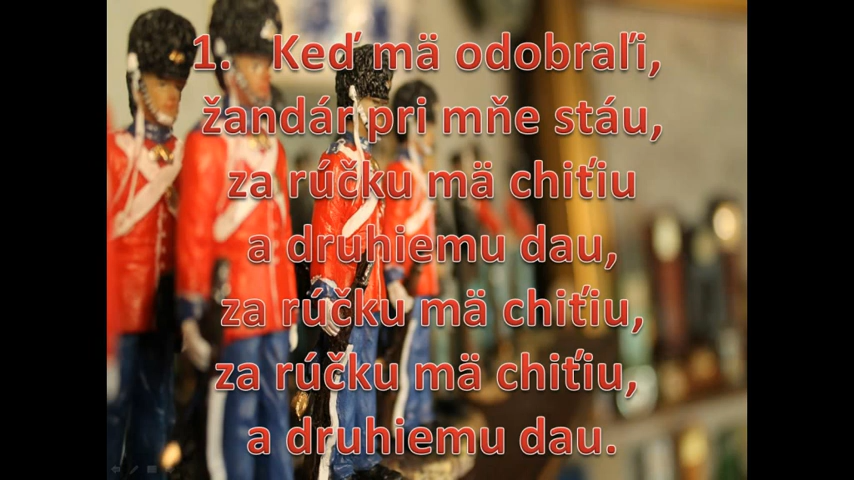 1. Keď mä odobraľi,
žandár pri mňe stáu,
za rúčku mä chiťiu
a druhiemu dau,
za rúčku mä chiťiu,
za rúčku mä chiťiu,
a druhiemu dau.